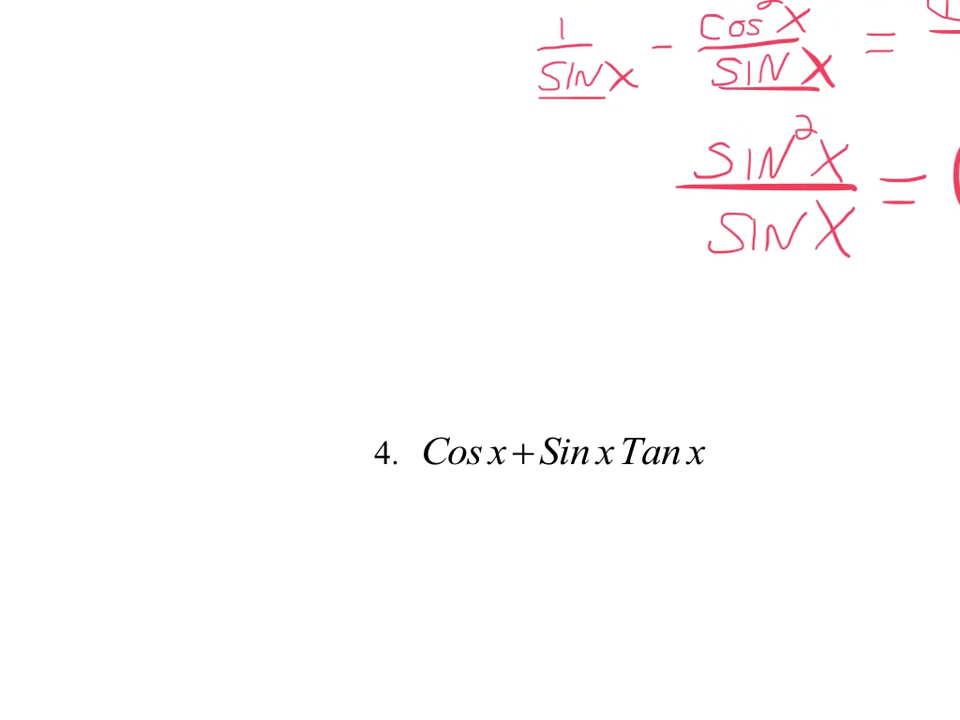 1/SINX - Cos²X/SINX =
SIN²X/SINX =
4. Cos x + Sin x Tan x